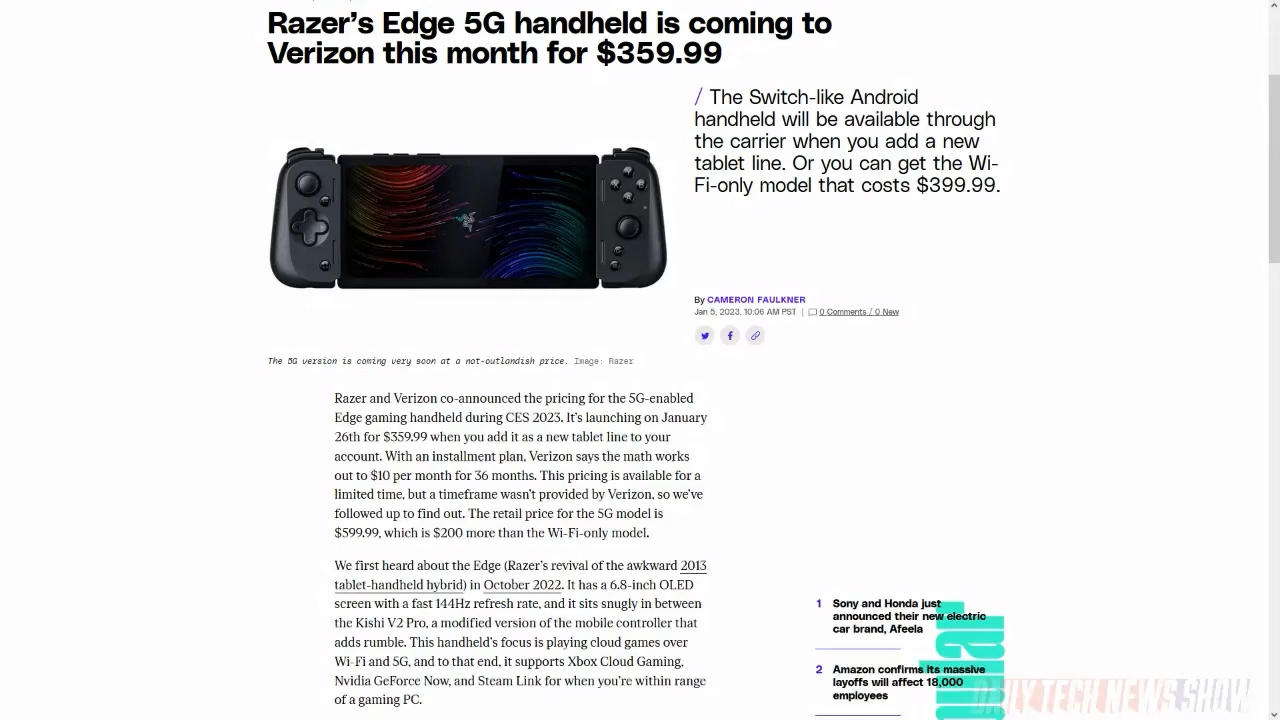 Razer's Edge 5G handheld is coming to
Verizon this month for $359.99
/ The Switch-like Android
handheld will be available through
the carrier when you add a new
tablet line. Or you can get the Wi-
Fi-only model that costs $399.99.
By CAMERON FAULKNER
Jan 5, 2023, 10:06 AM PST | 0 Comments / 0 New
The 5G version is coming very soon at a not-outlandish price. Image: Razer
Razer and Verizon co-announced the pricing for the 5G-enabled
Edge gaming handheld during CES 2023. It's launching on January
26th for $359.99 when you add it as a new tablet line to your
account. With an installment plan, Verizon says the math works
out to $10 per month for 36 months. This pricing is available for a
limited time, but a timeframe wasn't provided by Verizon, so we've
followed up to find out. The retail price for the 5G model is
$599.99, which is $200 more than the Wi-Fi-only model.
We first heard about the Edge (Razer's revival of the awkward 2013
tablet-handheld hybrid) in October 2022. It has a 6.8-inch OLED
screen with a fast 144Hz refresh rate, and it sits snugly in between
the Kishi V2 Pro, a modified version of the mobile controller that
adds rumble. This handheld's focus is playing cloud games over
Wi-Fi and 5G, and to that end, it supports Xbox Cloud Gaming,
Nvidia GeForce Now, and Steam Link for when you're within range
of a gaming PC.
1 Sony and Honda just
announced their new electric
car brand, Afeela
2 Amazon confirms its massive
layoffs will affect 18,000
employees
DAILY TECH NEWS SHOW